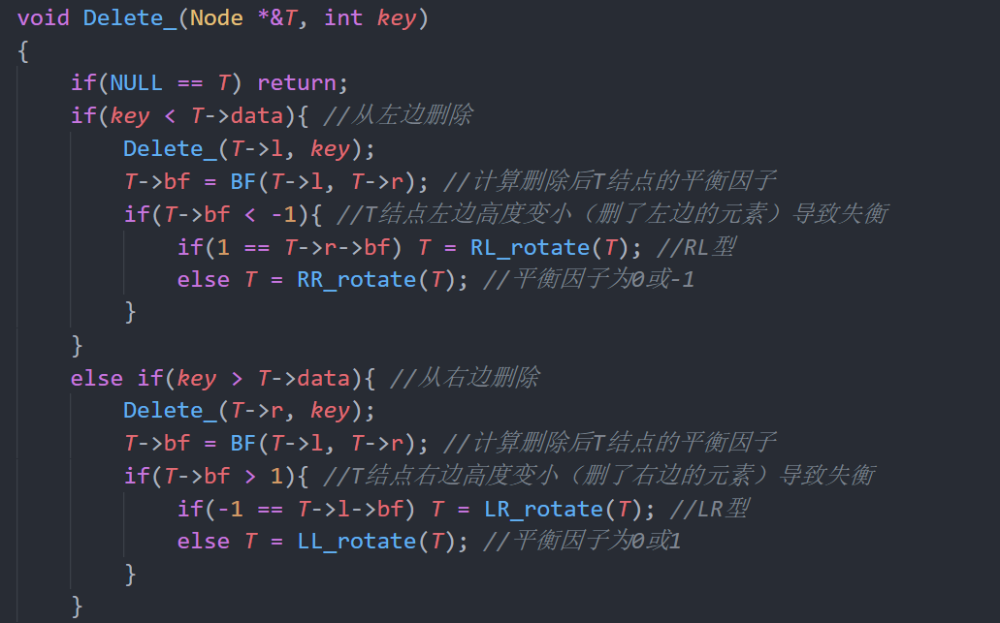 void Delete_(Node *&T, int key)
{
    if(NULL == T) return;
    if(key < T->data){ //从左边删除
        Delete_(T->l, key);
        T->bf = BF(T->l, T->r); //计算删除后T结点的平衡因子
        if(T->bf < -1){ //T结点左边高度变小（删了左边的元素）导致失衡
            if(1 == T->r->bf) T = RL_rotate(T); //RL型
            else T = RR_rotate(T); //平衡因子为0或-1
        }
    }
    else if(key > T->data){ //从右边删除
        Delete_(T->r, key);
        T->bf = BF(T->l, T->r); //计算删除后T结点的平衡因子
        if(T->bf > 1){ //T结点右边高度变小（删了右边的元素）导致失衡
            if(-1 == T->l->bf) T = LR_rotate(T); //LR型
            else T = LL_rotate(T); //平衡因子为0或1
        }
    }